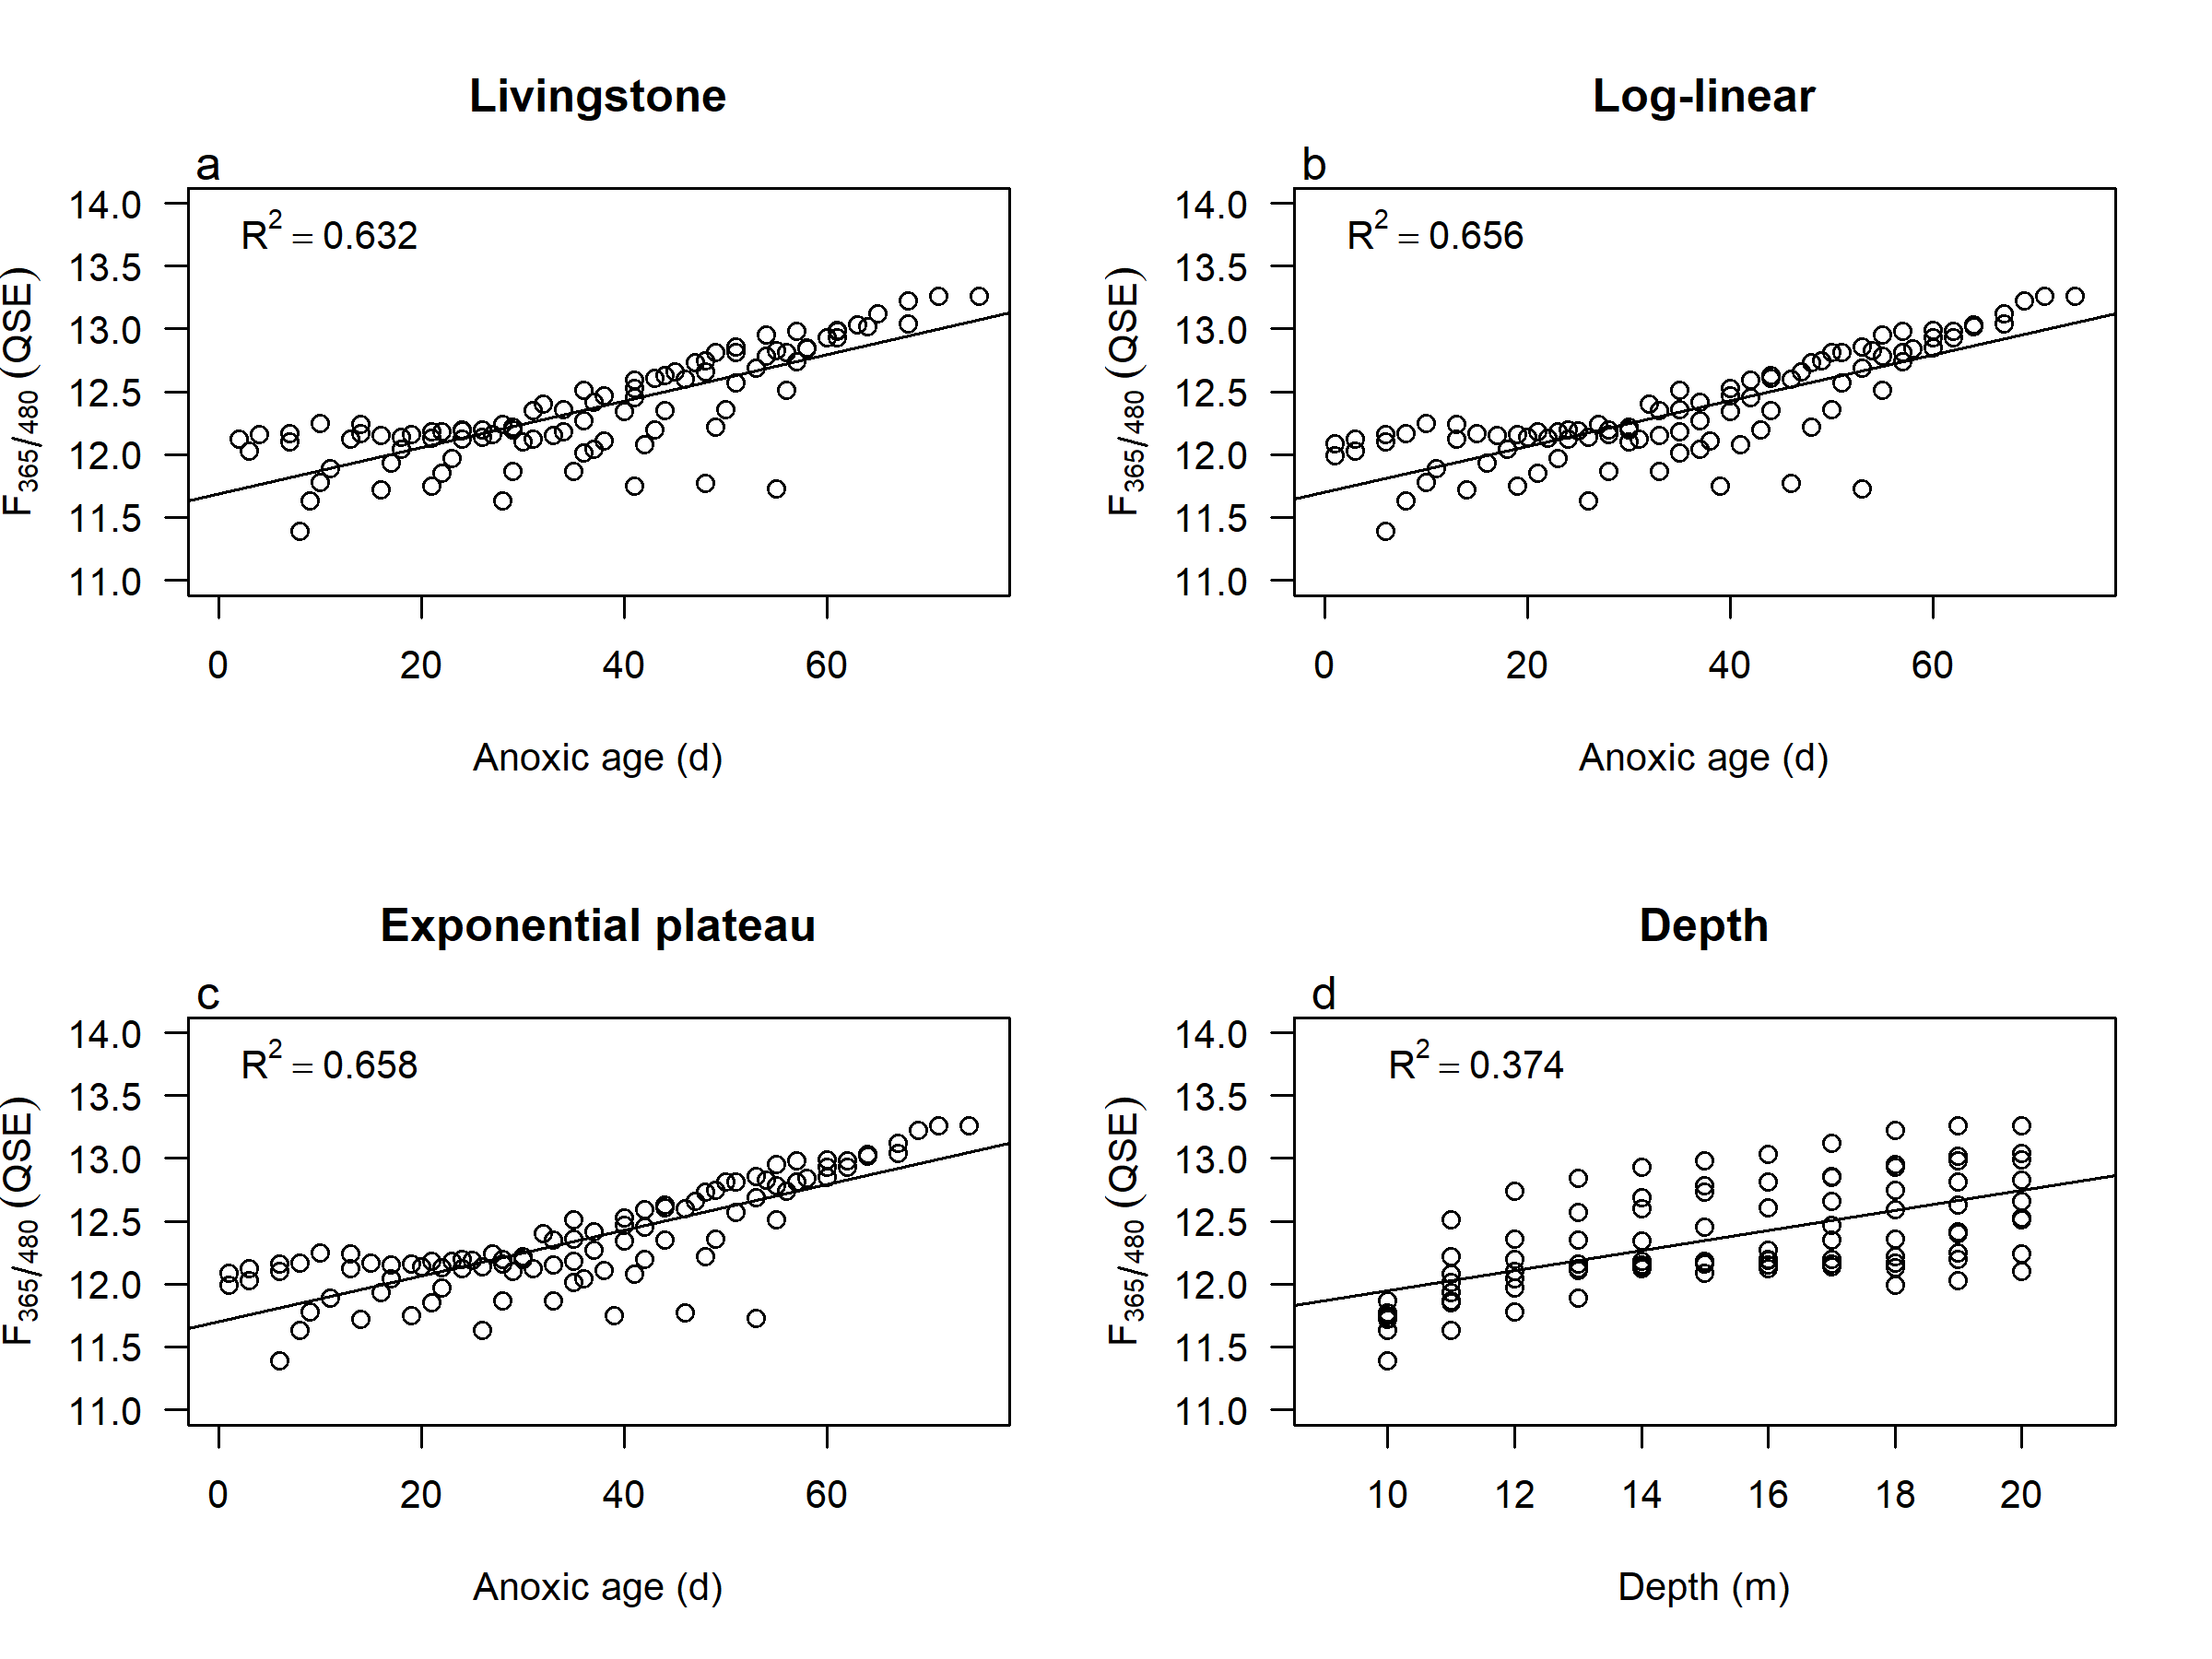 Livingstone
a
R² = 0.632
14.0
13.5
13.0
12.5
12.0
11.5
11.0
F365/480 (QSE)
0 20 40 60
Anoxic age (d)
Log-linear
b
R² = 0.656
14.0
13.5
13.0
12.5
12.0
11.5
11.0
F365/480 (QSE)
0 20 40 60
Anoxic age (d)
Exponential plateau
c
R² = 0.658
14.0
13.5
13.0
12.5
12.0
11.5
11.0
F365/480 (QSE)
0 20 40 60
Anoxic age (d)
Depth
d
R² = 0.374
14.0
13.5
13.0
12.5
12.0
11.5
11.0
F365/480 (QSE)
10 12 14 16 18 20
Depth (m)